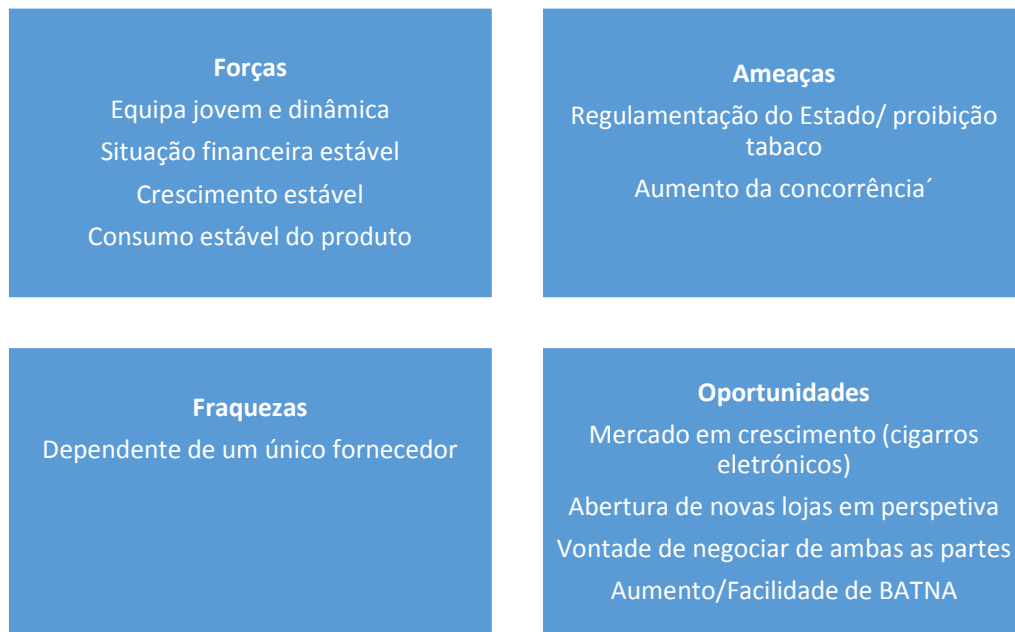 Forças
Equipa jovem e dinâmica
Situação financeira estável
Crescimento estável
Consumo estável do produto
Ameaças
Regulamentação do Estado/ proibição
tabaco
Aumento da concorrência´
Fraquezas
Dependente de um único fornecedor
Oportunidades
Mercado em crescimento (cigarros
eletrónicos)
Abertura de novas lojas em perspetiva
Vontade de negociar de ambas as partes
Aumento/Facilidade de BATNA